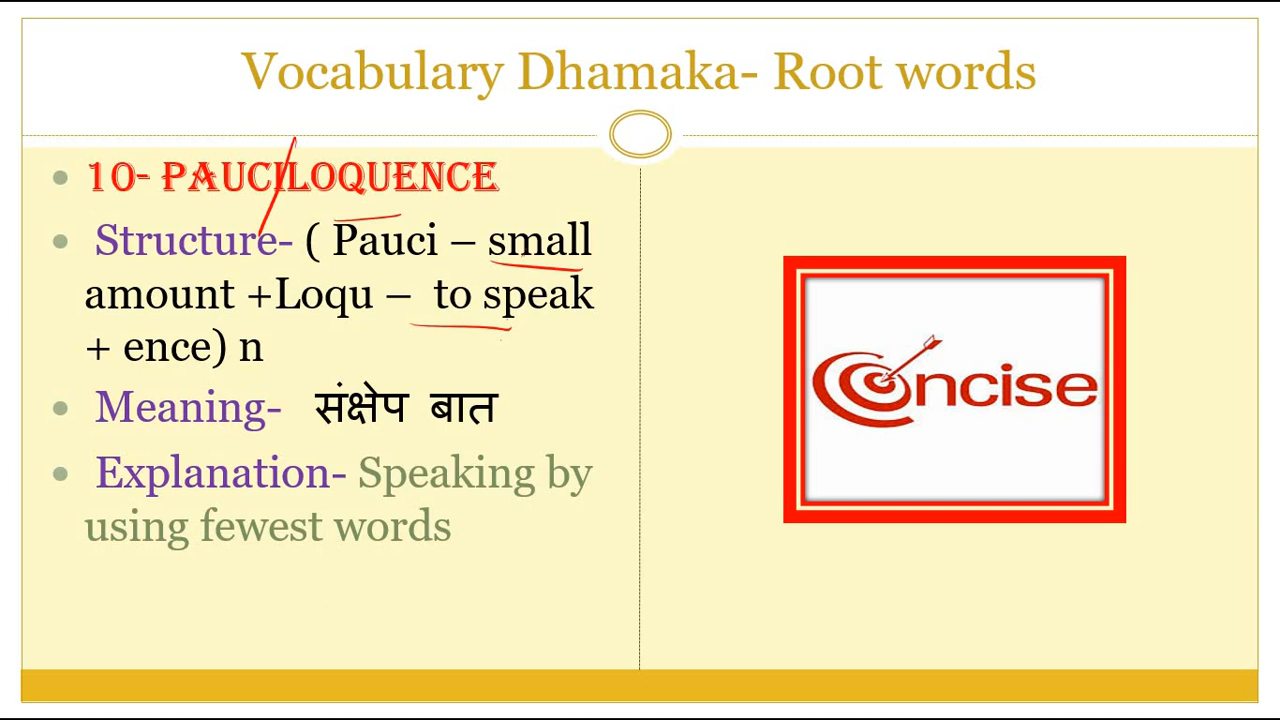 Vocabulary Dhamaka- Root words
10- PAUCILOQUENCE
Structure- ( Pauci – small
amount +Loqu – to speak
+ ence) n
Meaning- संक्षेप बात
Explanation- Speaking by
using fewest words
Concise